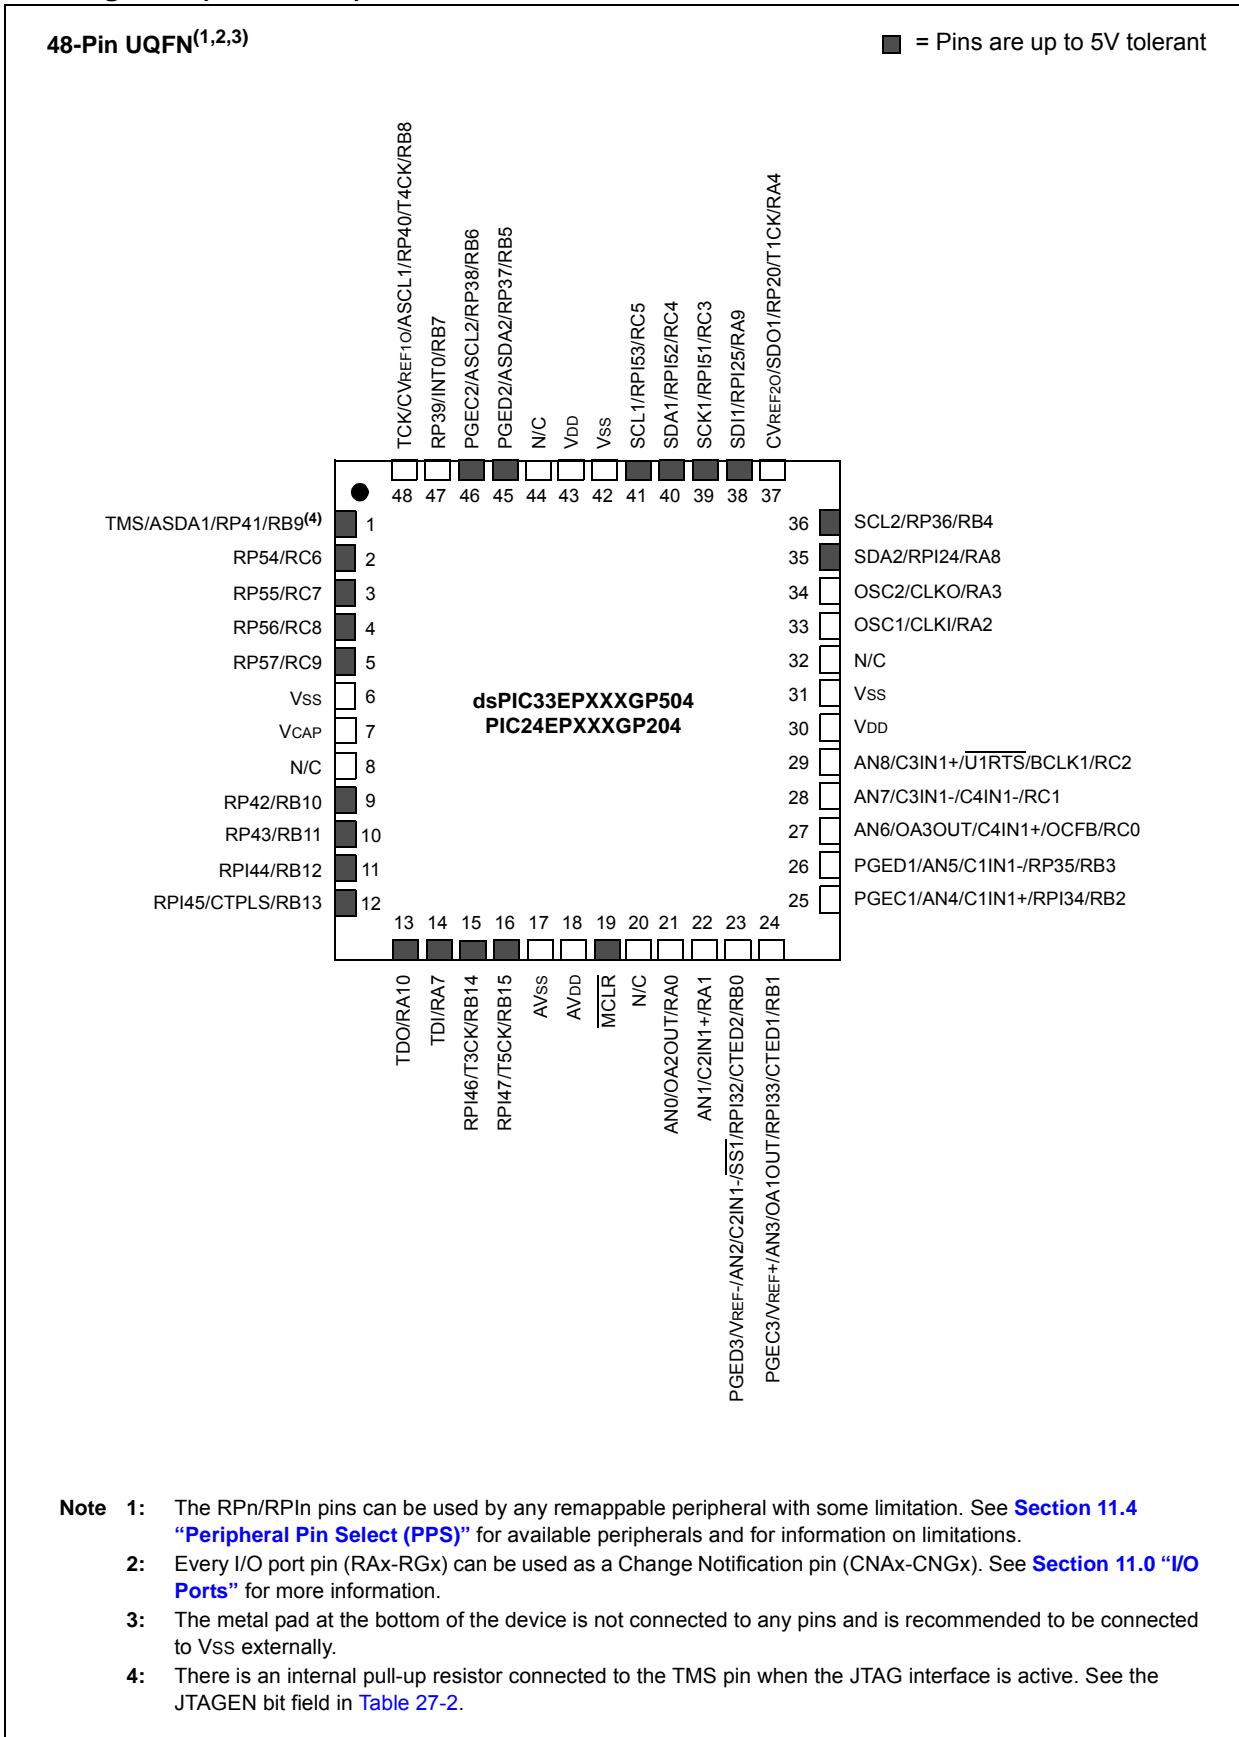 48-Pin UQFN(1,2,3)
= Pins are up to 5V tolerant
TCK/CVREF1O/ASCL1/RP40/T4CK/RB8
RP39/INT0/RB7
PGEC2/ASCL2/RP38/RB6
PGED2/ASDA2/RP37/RB5
N/C
VDD
VSS
SCL1/RPI53/RC5
SDA1/RPI52/RC4
SCK1/RPI51/RC3
SDI1/RPI25/RA9
CVREF2O/SDO1/RP20/T1CK/RA4
48 47 46 45 44 43 42 41 40 39 38 37
TMS/ASDA1/RP41/RB9(4) 1
RP54/RC6 2
RP55/RC7 3
RP56/RC8 4
RP57/RC9 5
VSS 6
VCAP 7
N/C 8
RP42/RB10 9
RP43/RB11 10
RPI44/RB12 11
RPI45/CTPLS/RB13 12
dsPIC33EPXXXGP504
PIC24EPXXXGP204
36 SCL2/RP36/RB4
35 SDA2/RPI24/RA8
34 OSC2/CLKO/RA3
33 OSC1/CLKI/RA2
32 N/C
31 VSS
30 VDD
29 AN8/C3IN1+/U1RTS/BCLK1/RC2
28 AN7/C3IN1-/C4IN1-/RC1
27 AN6/OA3OUT/C4IN1+/OCFB/RC0
26 PGED1/AN5/C1IN1-/RP35/RB3
25 PGEC1/AN4/C1IN1+/RPI34/RB2
13 14 15 16 17 18 19 20 21 22 23 24
TDO/RA10
TDI/RA7
RPI46/T3CK/RB14
RPI47/T5CK/RB15
AVSS
AVDD
MCLR
N/C
AN0/OA2OUT/RA0
AN1/C2IN1+/RA1
PGED3/VREF-/AN2/C2IN1-/SS1/RPI32/CTED2/RB0
PGEC3/VREF+/AN3/OA1OUT/RPI33/CTED1/RB1
Note 1: The RPn/RPIn pins can be used by any remappable peripheral with some limitation. See Section 11.4
“Peripheral Pin Select (PPS)” for available peripherals and for information on limitations.
2: Every I/O port pin (RAx-RGx) can be used as a Change Notification pin (CNAx-CNGx). See Section 11.0 “I/O
Ports” for more information.
3: The metal pad at the bottom of the device is not connected to any pins and is recommended to be connected
to VSS externally.
4: There is an internal pull-up resistor connected to the TMS pin when the JTAG interface is active. See the
JTAGEN bit field in Table 27-2.